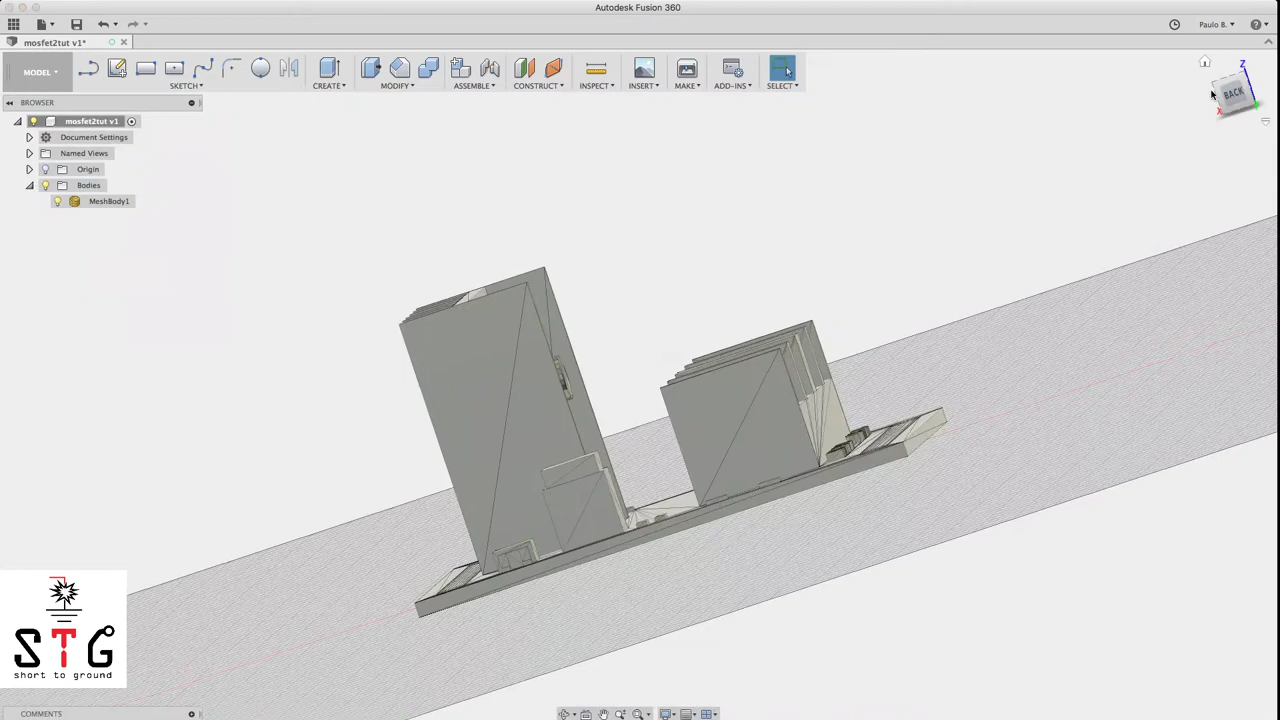 Autodesk Fusion 360
Paulo B.
mosfet2tut v1*
MODEL
SKETCH
CREATE
MODIFY
ASSEMBLE
CONSTRUCT
INSPECT
INSERT
MAKE
ADD-INS
SELECT
Z
BACK
X
BROWSER
mosfet2tut v1
Document Settings
Named Views
Origin
Bodies
MeshBody1
STG
short to ground
COMMENTS